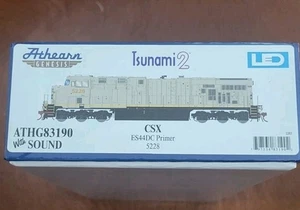 Athearn
GENESIS
Tsunami2
LED
ATHG83190
With
SOUND
CSX
ES44DC Primer
5228